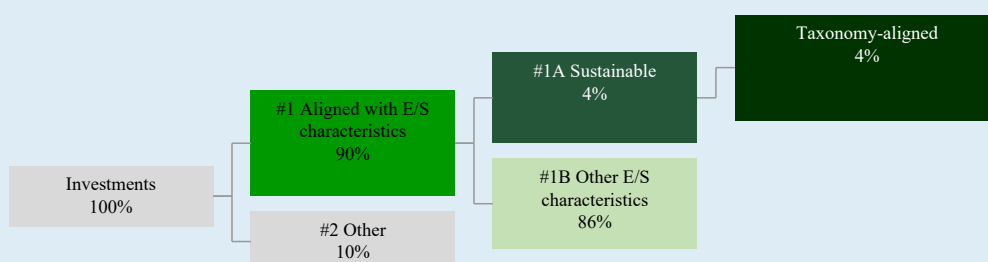 Investments
100%
#1 Aligned with E/S
characteristics
90%
#2 Other
10%
#1A Sustainable
4%
#1B Other E/S
characteristics
86%
Taxonomy-aligned
4%